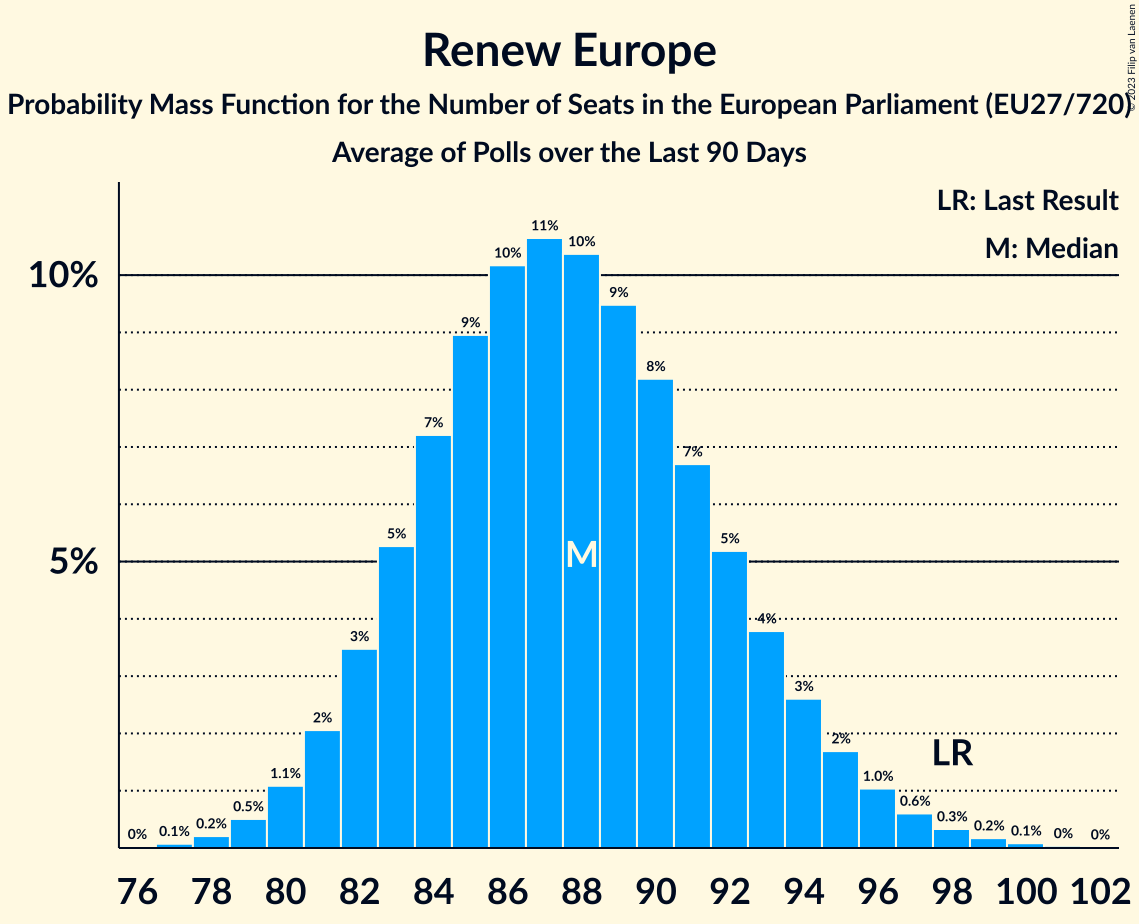 © 2023 Filip van Laenen
Renew Europe
Probability Mass Function for the Number of Seats in the European Parliament (EU27/720)
Average of Polls over the Last 90 Days
LR: Last Result
M: Median
10%
5%
0% 0.1% 0.2% 0.5% 1.1% 2% 3% 5% 7% 9% 10% 11% 10% 9% 8% 7% 5% 4% 3% 2% 1.0% 0.6% 0.3% 0.2% 0.1% 0% 0%
M
LR
76 78 80 82 84 86 88 90 92 94 96 98 100 102